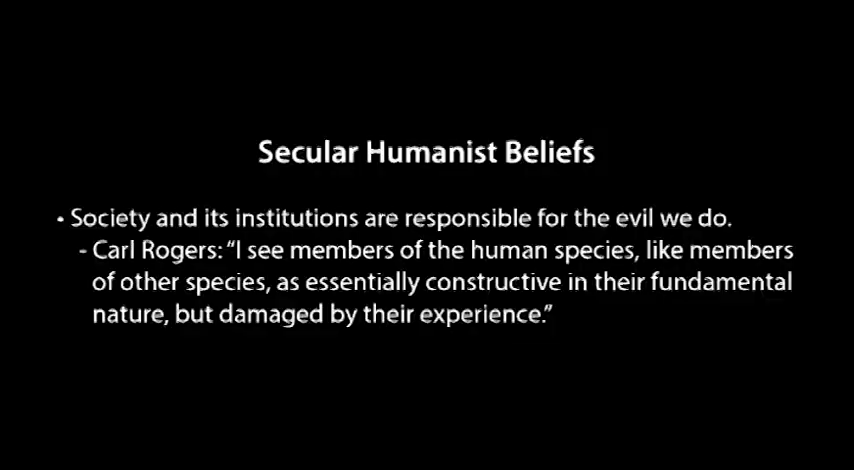 Secular Humanist Beliefs
• Society and its institutions are responsible for the evil we do.
- Carl Rogers: “I see members of the human species, like members
of other species, as essentially constructive in their fundamental
nature, but damaged by their experience.”